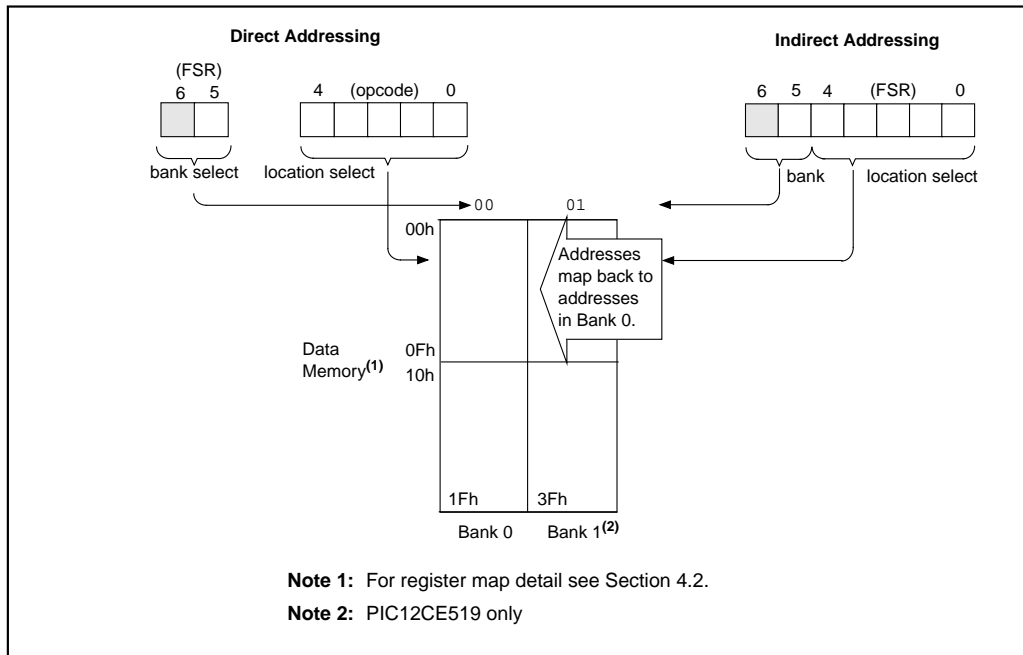 Direct Addressing
Indirect Addressing
(FSR)
6 5
4 (opcode) 0
6 5 4 (FSR) 0
bank select
location select
bank
location select
00
01
00h
Addresses
map back to
addresses
in Bank 0.
Data
Memory(1)
0Fh
10h
1Fh
3Fh
Bank 0
Bank 1(2)
Note 1: For register map detail see Section 4.2.
Note 2: PIC12CE519 only